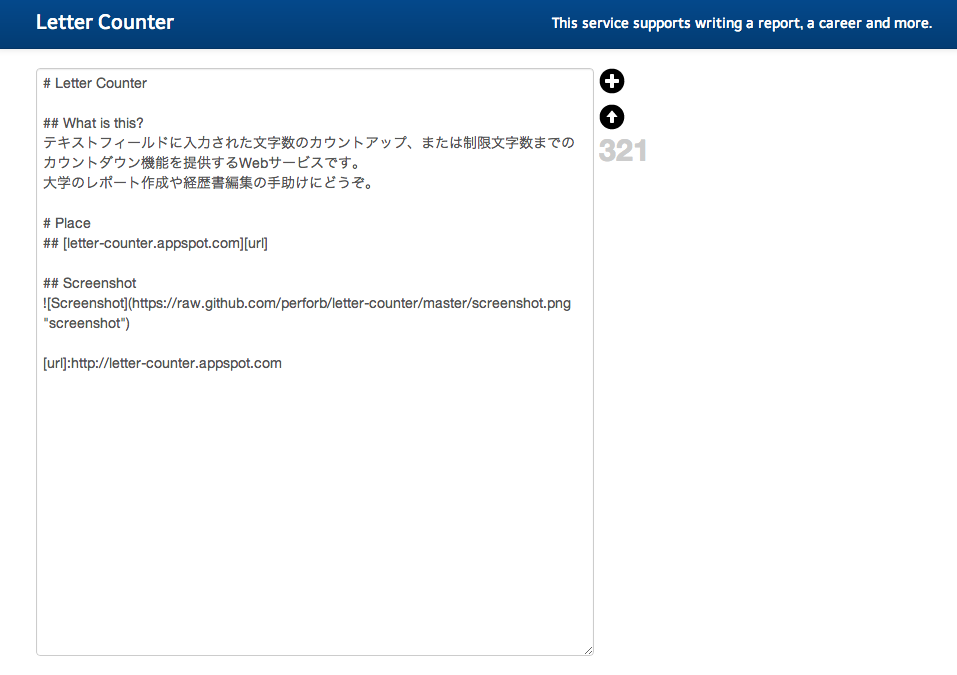 Letter Counter
This service supports writing a report, a career and more.
# Letter Counter
## What is this?
テキストフィールドに入力された文字数のカウントアップ、または制限文字数までの
カウントダウン機能を提供するWebサービスです。
大学のレポート作成や経歴書編集の手助けにどうぞ。
# Place
## [letter-counter.appspot.com][url]
## Screenshot
![Screenshot](https://raw.github.com/perforb/letter-counter/master/screenshot.png
"screenshot")
[url]:http://letter-counter.appspot.com
321